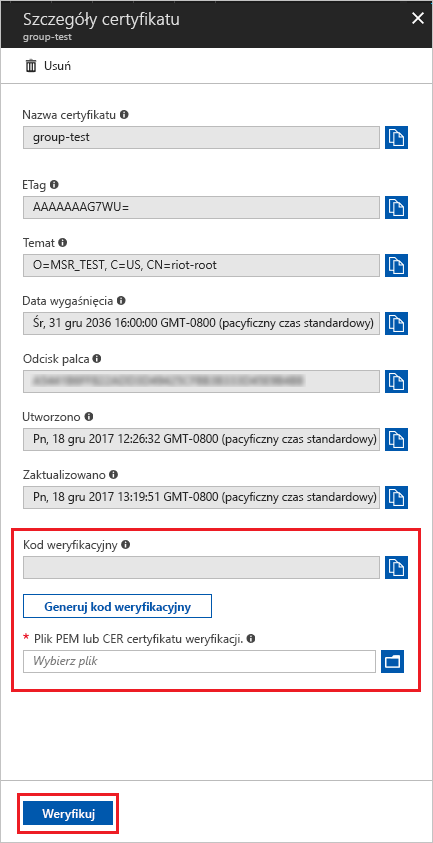 Szczegóły certyfikatu
group-test
Usuń
Nazwa certyfikatu
group-test
ETag
AAAAAAAG7WU=
Temat
O=MSR_TEST, C=US, CN=riot-root
Data wygaśnięcia
Śr, 31 gru 2036 16:00:00 GMT-0800 (pacyficzny czas standardowy)
Odcisk palca
Utworzono
Pn, 18 gru 2017 12:26:32 GMT-0800 (pacyficzny czas standardowy)
Zaktualizowano
Pn, 18 gru 2017 13:19:51 GMT-0800 (pacyficzny czas standardowy)
Kod weryfikacyjny
Generuj kod weryfikacyjny
* Plik PEM lub CER certyfikatu weryfikacji.
Wybierz plik
Weryfikuj